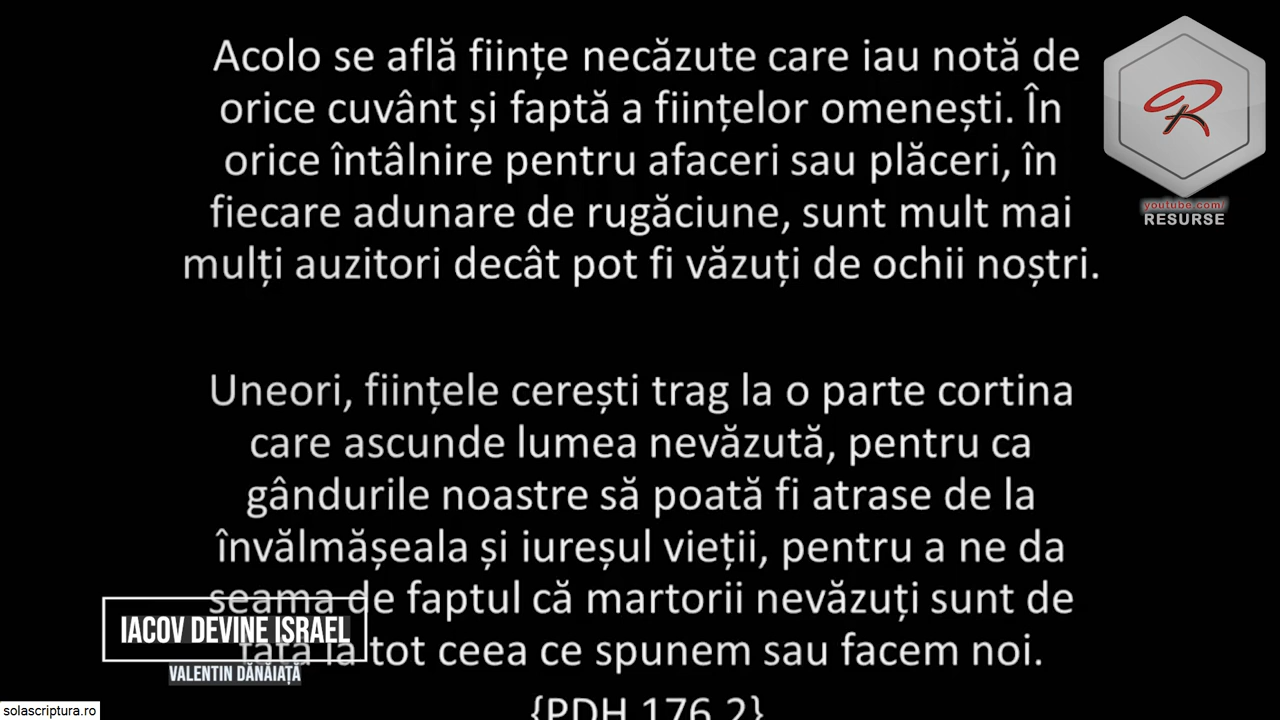 Acolo se află ființe necăzute care iau notă de
orice cuvânt și faptă a ființelor omenești. În
orice întâlnire pentru afaceri sau plăceri, în
fiecare adunare de rugăciune, sunt mult mai
mulți auzitori decât pot fi văzuți de ochii noștri.
Uneori, ființele cerești trag la o parte cortina
care ascunde lumea nevăzută, pentru ca
gândurile noastre să poată fi atrase de la
învălmășeala și iureșul vieții, pentru a ne da
seama de faptul că martorii nevăzuți sunt de
față la tot ceea ce spunem sau facem noi.
{PDH 176.2}
R
youtube.com/
RESURSE
IACOV DEVINE ISRAEL
VALENTIN DĂNĂIAȚĂ
solascriptura.ro